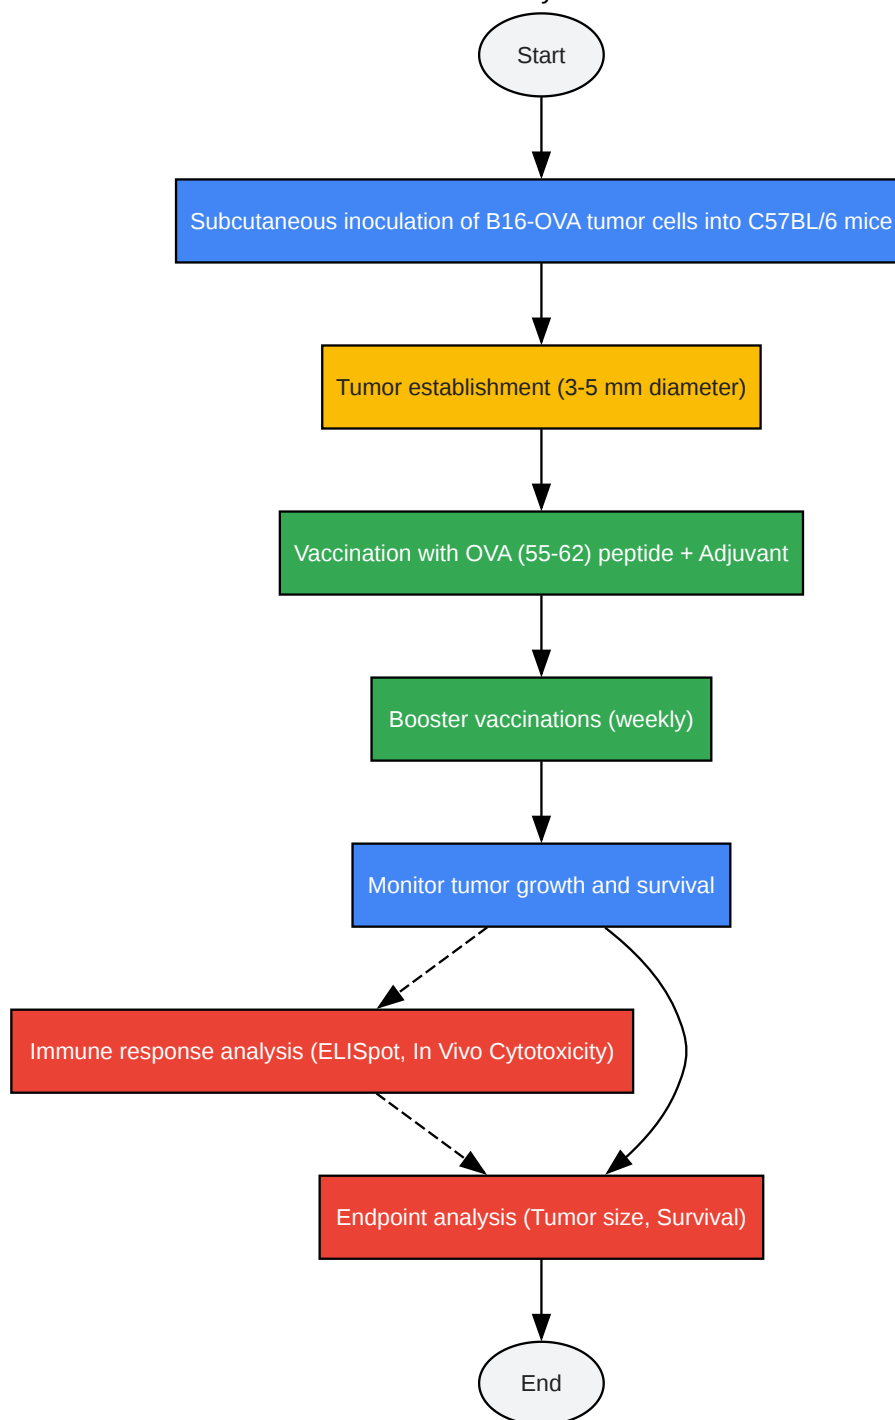 Start
Subcutaneous inoculation of B16-OVA tumor cells into C57BL/6 mice
Tumor establishment (3-5 mm diameter)
Vaccination with OVA (55-62) peptide + Adjuvant
Booster vaccinations (weekly)
Monitor tumor growth and survival
Immune response analysis (ELISpot, In Vivo Cytotoxicity)
Endpoint analysis (Tumor size, Survival)
End